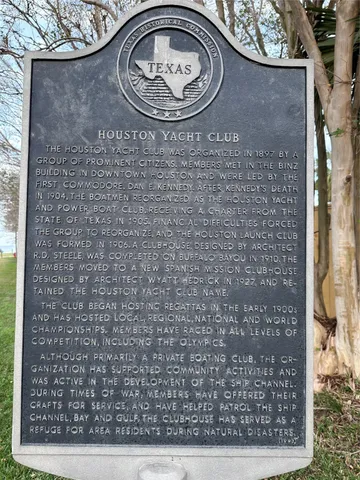 TEXAS HISTORICAL COMMISSION
TEXAS
HOUSTON YACHT CLUB
THE HOUSTON YACHT CLUB WAS ORGANIZED IN 1897 BY A
GROUP OF PROMINENT CITIZENS. MEMBERS MET IN THE BINZ
BUILDING IN DOWNTOWN HOUSTON AND WERE LED BY THE
FIRST COMMODORE, DAN E. KENNEDY. AFTER KENNEDY'S DEATH
IN 1904, THE BOATMEN REORGANIZED AS THE HOUSTON YACHT
AND POWER BOAT CLUB, RECEIVING A CHARTER FROM THE
STATE OF TEXAS IN 1905. FINANCIAL DIFFICULTIES FORCED
THE GROUP TO REORGANIZE, AND THE HOUSTON LAUNCH CLUB
WAS FORMED IN 1906. A CLUBHOUSE, DESIGNED BY ARCHITECT
R.D. STEELE, WAS COMPLETED ON BUFFALO BAYOU IN 1910. THE
MEMBERS MOVED TO A NEW SPANISH MISSION CLUBHOUSE
DESIGNED BY ARCHITECT WYATT HEDRICK IN 1927, AND RE-
TAINED THE HOUSTON YACHT CLUB NAME.
THE CLUB BEGAN HOSTING REGATTAS IN THE EARLY 1900s
AND HAS HOSTED LOCAL, REGIONAL, NATIONAL AND WORLD
CHAMPIONSHIPS. MEMBERS HAVE RACED IN ALL LEVELS OF
COMPETITION, INCLUDING THE OLYMPICS.
ALTHOUGH PRIMARILY A PRIVATE BOATING CLUB, THE OR-
GANIZATION HAS SUPPORTED COMMUNITY ACTIVITIES AND
WAS ACTIVE IN THE DEVELOPMENT OF THE SHIP CHANNEL.
DURING TIMES OF WAR, MEMBERS HAVE OFFERED THEIR
CRAFTS FOR SERVICE, AND HAVE HELPED PATROL THE SHIP
CHANNEL, BAY AND GULF. THE CLUBHOUSE HAS SERVED AS A
REFUGE FOR AREA RESIDENTS DURING NATURAL DISASTERS.